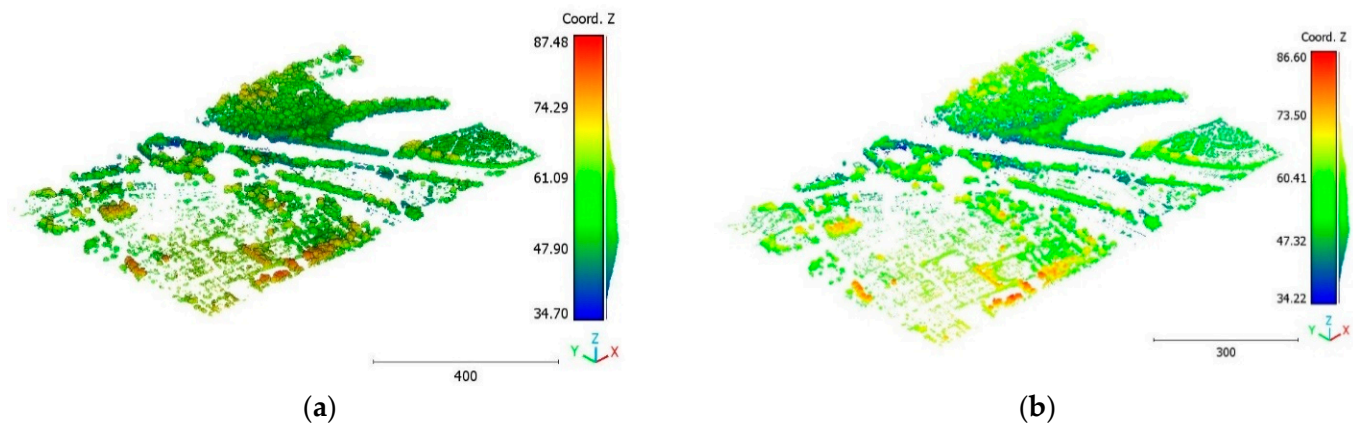 Coord. Z
87.48
74.29
61.09
47.90
34.70
Z
Y X
400
(a)
Coord. Z
86.60
73.50
60.41
47.32
34.22
Z
Y X
300
(b)